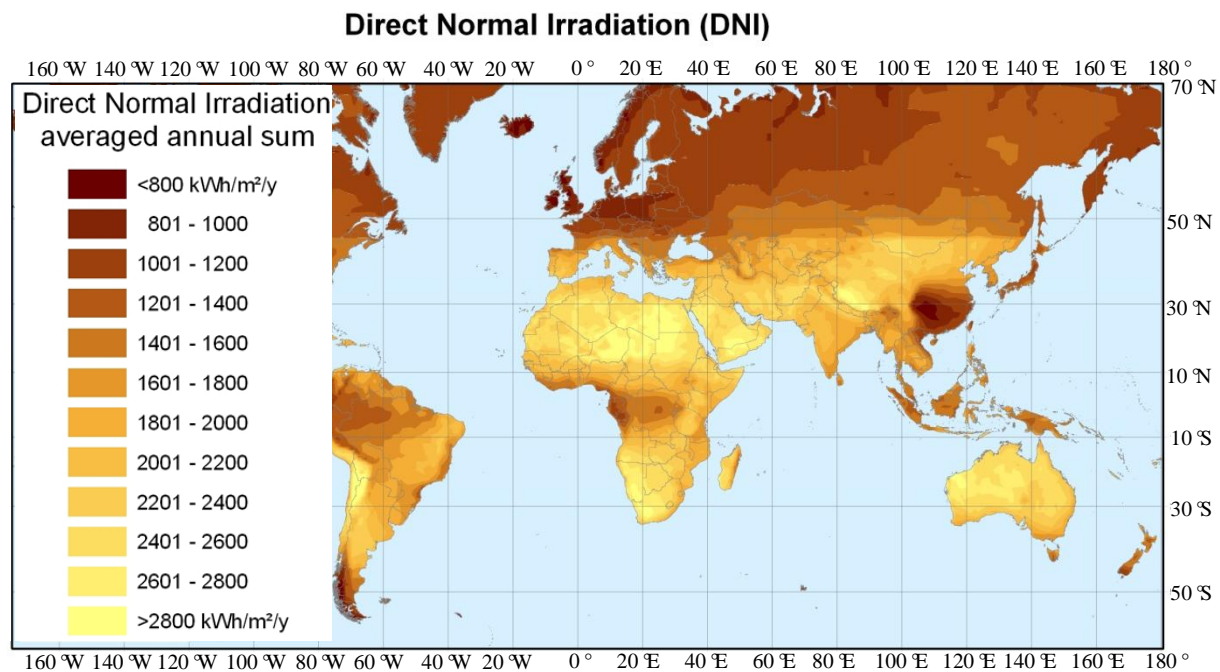 Direct Normal Irradiation (DNI)
160 °W 140 °W 120 °W 100 °W 80 °W 60 °W 40 °W 20 °W 0 ° 20 °E 40 °E 60 °E 80 °E 100 °E 120 °E 140 °E 160 °E 180 °
70 °N
Direct Normal Irradiation
averaged annual sum
<800 kWh/m²/y
801 - 1000
50 °N
1001 - 1200
1201 - 1400
30 °N
1401 - 1600
1601 - 1800
10 °N
1801 - 2000
10 °S
2001 - 2200
2201 - 2400
30 °S
2401 - 2600
2601 - 2800
50 °S
>2800 kWh/m²/y
160 °W 140 °W 120 °W 100 °W 80 °W 60 °W 40 °W 20 °W 0 ° 20 °E 40 °E 60 °E 80 °E 100 °E 120 °E 140 °E 160 °E 180 °